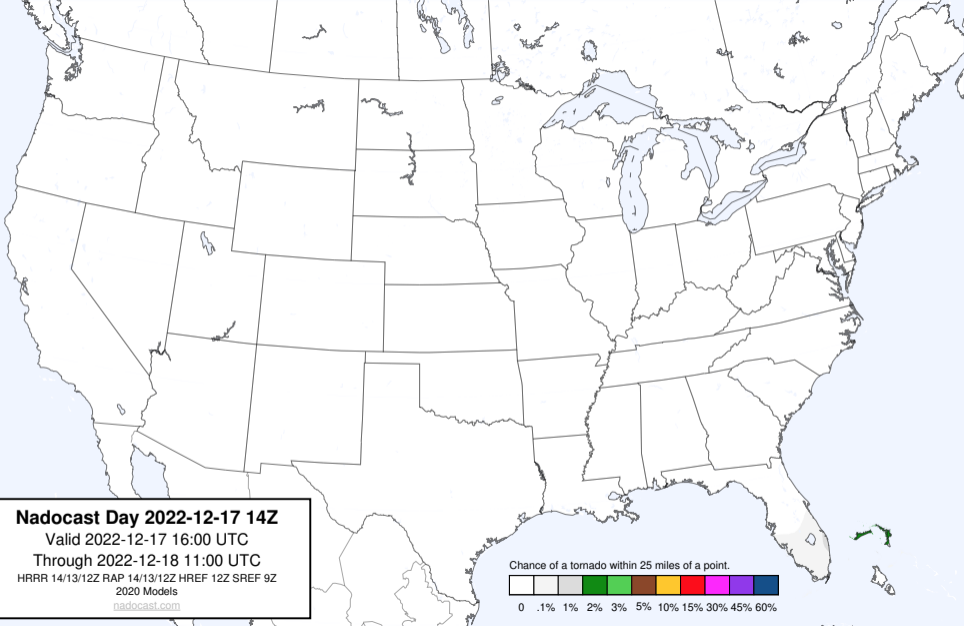 Nadocast Day 2022-12-17 14Z
Valid 2022-12-17 16:00 UTC
Through 2022-12-18 11:00 UTC
HRRR 14/13/12Z RAP 14/13/12Z HREF 12Z SREF 9Z
2020 Models
nadocast.com
Chance of a tornado within 25 miles of a point.
0 .1% 1% 2% 3% 5% 10% 15% 30% 45% 60%